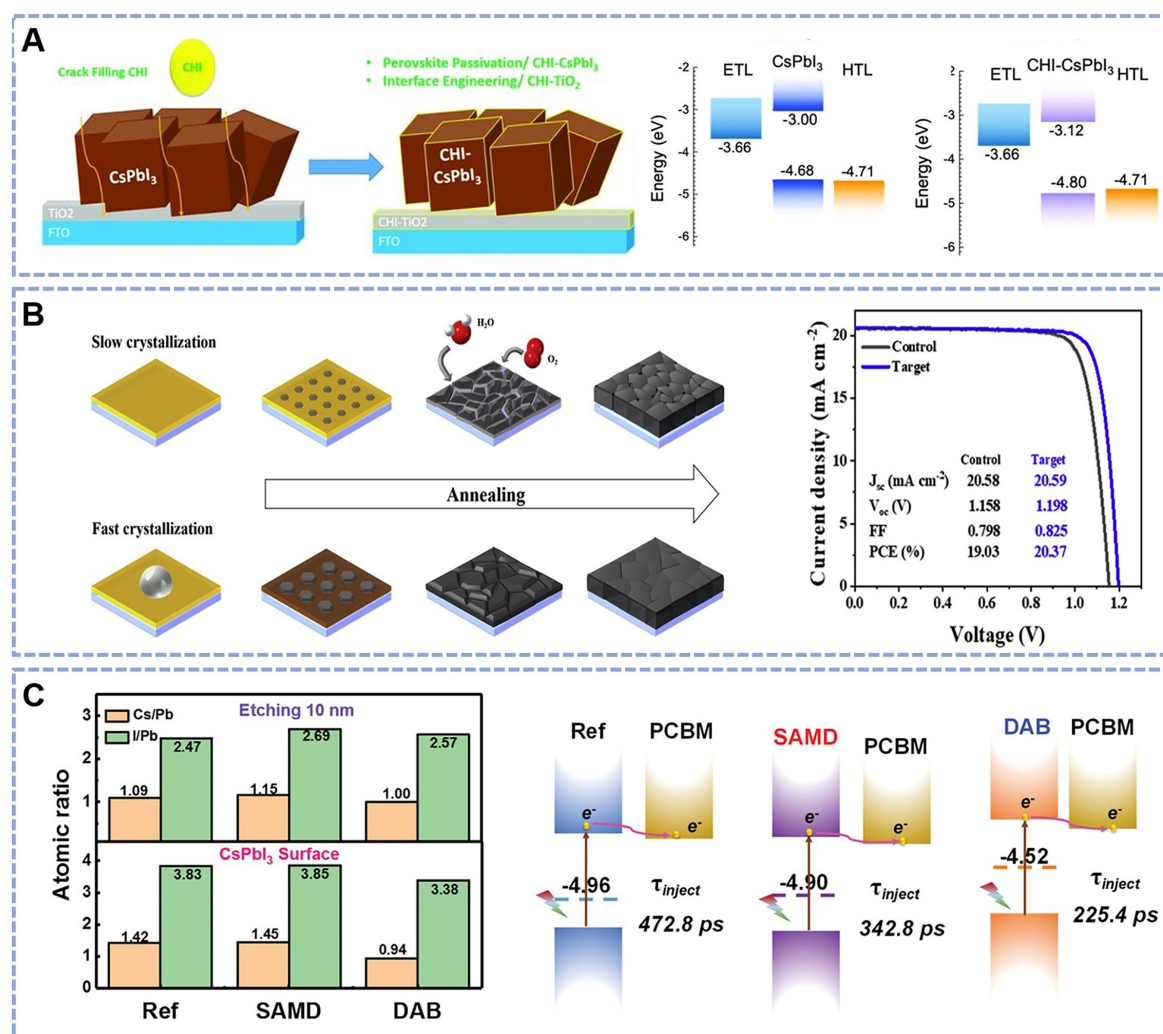 A
Crack Filling CHI
CHI
CsPbI3
TiO2
FTO
• Perovskite Passivation/ CHI-CsPbI3
• Interface Engineering/ CHI-TiO2
CHI-
CsPbI3
CHI-TiO2
FTO
Energy (eV)
-2
-3
-4
-5
-6
ETL
CsPbI3
HTL
-3.66
-3.00
-4.68
-4.71
Energy (eV)
-2
-3
-4
-5
-6
ETL
CHI-CsPbI3
HTL
-3.66
-3.12
-4.80
-4.71
B
Slow crystallization
H2O
O2
Annealing
Fast crystallization
Current density (mA cm-2)
20
15
10
5
0
Control
Target
Control Target
Jsc (mA cm-2) 20.58 20.59
Voc (V) 1.158 1.198
FF 0.798 0.825
PCE (%) 19.03 20.37
0.0 0.2 0.4 0.6 0.8 1.0 1.2
Voltage (V)
C
Atomic ratio
Etching 10 nm
Cs/Pb
I/Pb
3
2
1
1.09
2.47
1.15
2.69
1.00
2.57
CsPbI3 Surface
4
3
2
1
0
1.42
3.83
1.45
3.85
0.94
3.38
Ref SAMD DAB
Ref PCBM
e-
e-
-4.96
τinject
472.8 ps
SAMD PCBM
e-
e-
-4.90
τinject
342.8 ps
DAB PCBM
e-
e-
-4.52
τinject
225.4 ps